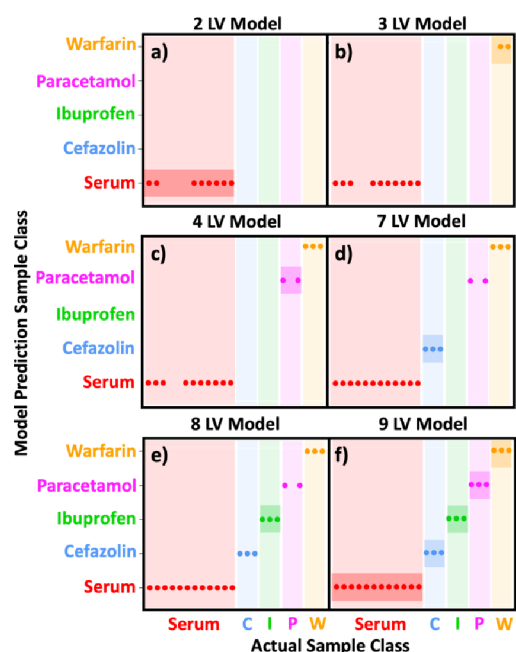 2 LV Model 3 LV Model
Warfarin a) b)
Paracetamol
Ibuprofen
Cefazolin
Serum
4 LV Model 7 LV Model
Warfarin c) d)
Paracetamol
Ibuprofen
Cefazolin
Serum
8 LV Model 9 LV Model
Warfarin e) f)
Paracetamol
Ibuprofen
Cefazolin
Serum
Serum C I P W Serum C I P W
Actual Sample Class
Model Prediction Sample Class